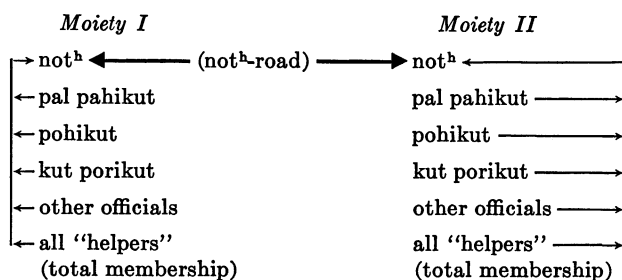 Moiety I Moiety II
notʰ (notʰ-road) notʰ
pal pahikut pal pahikut
pohikut pohikut
kut porikut kut porikut
other officials other officials
all “helpers” all “helpers”
(total membership) (total membership)